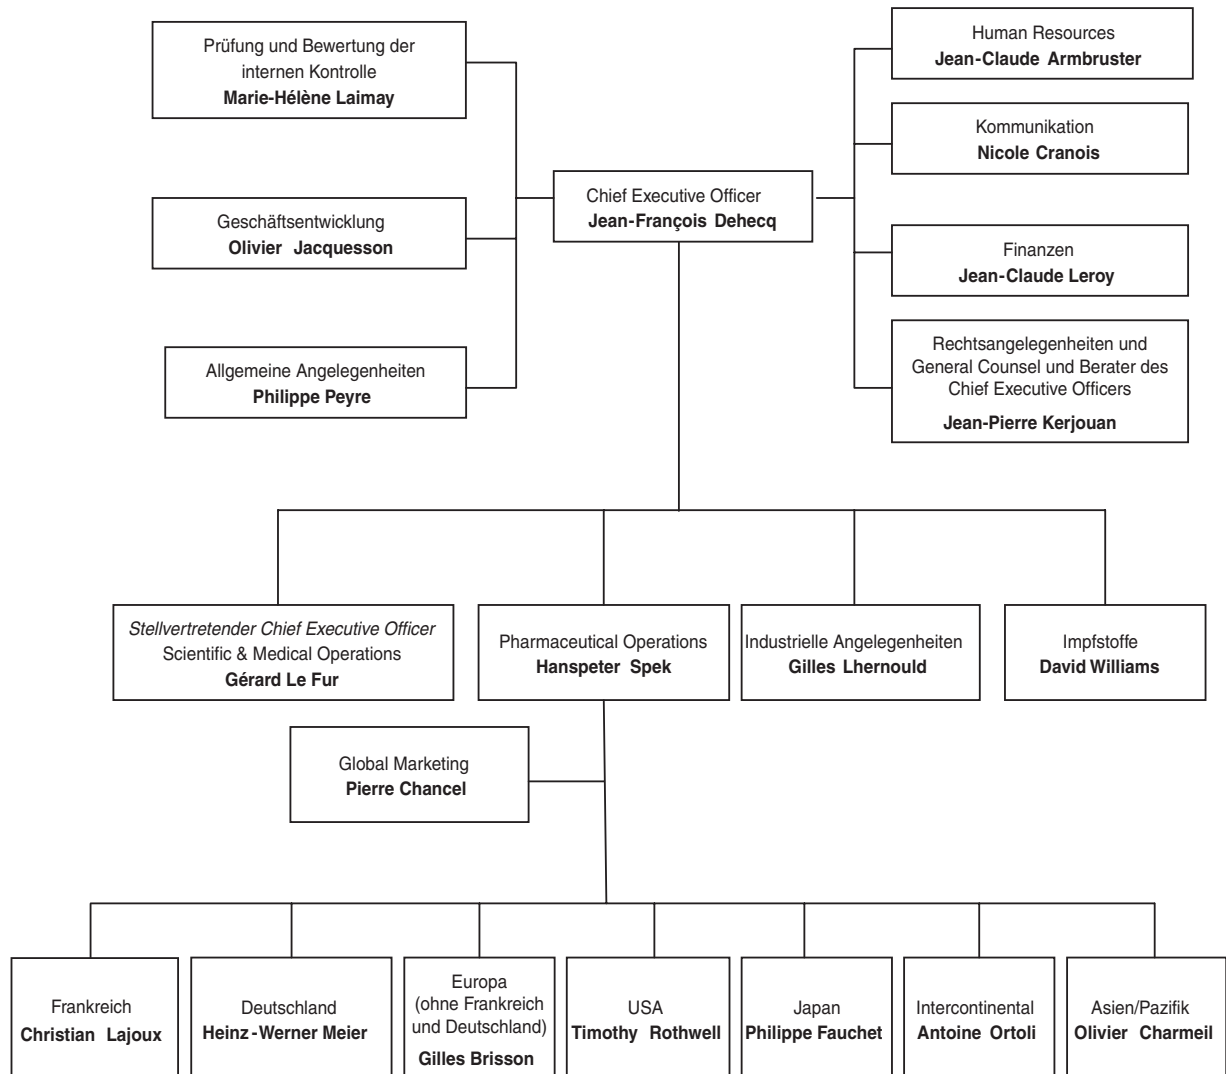 Prüfung und Bewertung der
internen Kontrolle
Marie-Hélène Laimay
Human Resources
Jean-Claude Armbruster
Kommunikation
Nicole Cranois
Chief Executive Officer
Jean-François Dehecq
Geschäftsentwicklung
Olivier Jacquesson
Finanzen
Jean-Claude Leroy
Allgemeine Angelegenheiten
Philippe Peyre
Rechtsangelegenheiten und
General Counsel und Berater des
Chief Executive Officers
Jean-Pierre Kerjouan
Stellvertretender Chief Executive Officer
Scientific & Medical Operations
Gérard Le Fur
Pharmaceutical Operations
Hanspeter Spek
Industrielle Angelegenheiten
Gilles Lhernould
Impfstoffe
David Williams
Global Marketing
Pierre Chancel
Frankreich
Christian Lajoux
Deutschland
Heinz-Werner Meier
Europa
(ohne Frankreich
und Deutschland)
Gilles Brisson
USA
Timothy Rothwell
Japan
Philippe Fauchet
Intercontinental
Antoine Ortoli
Asien/Pazifik
Olivier Charmeil